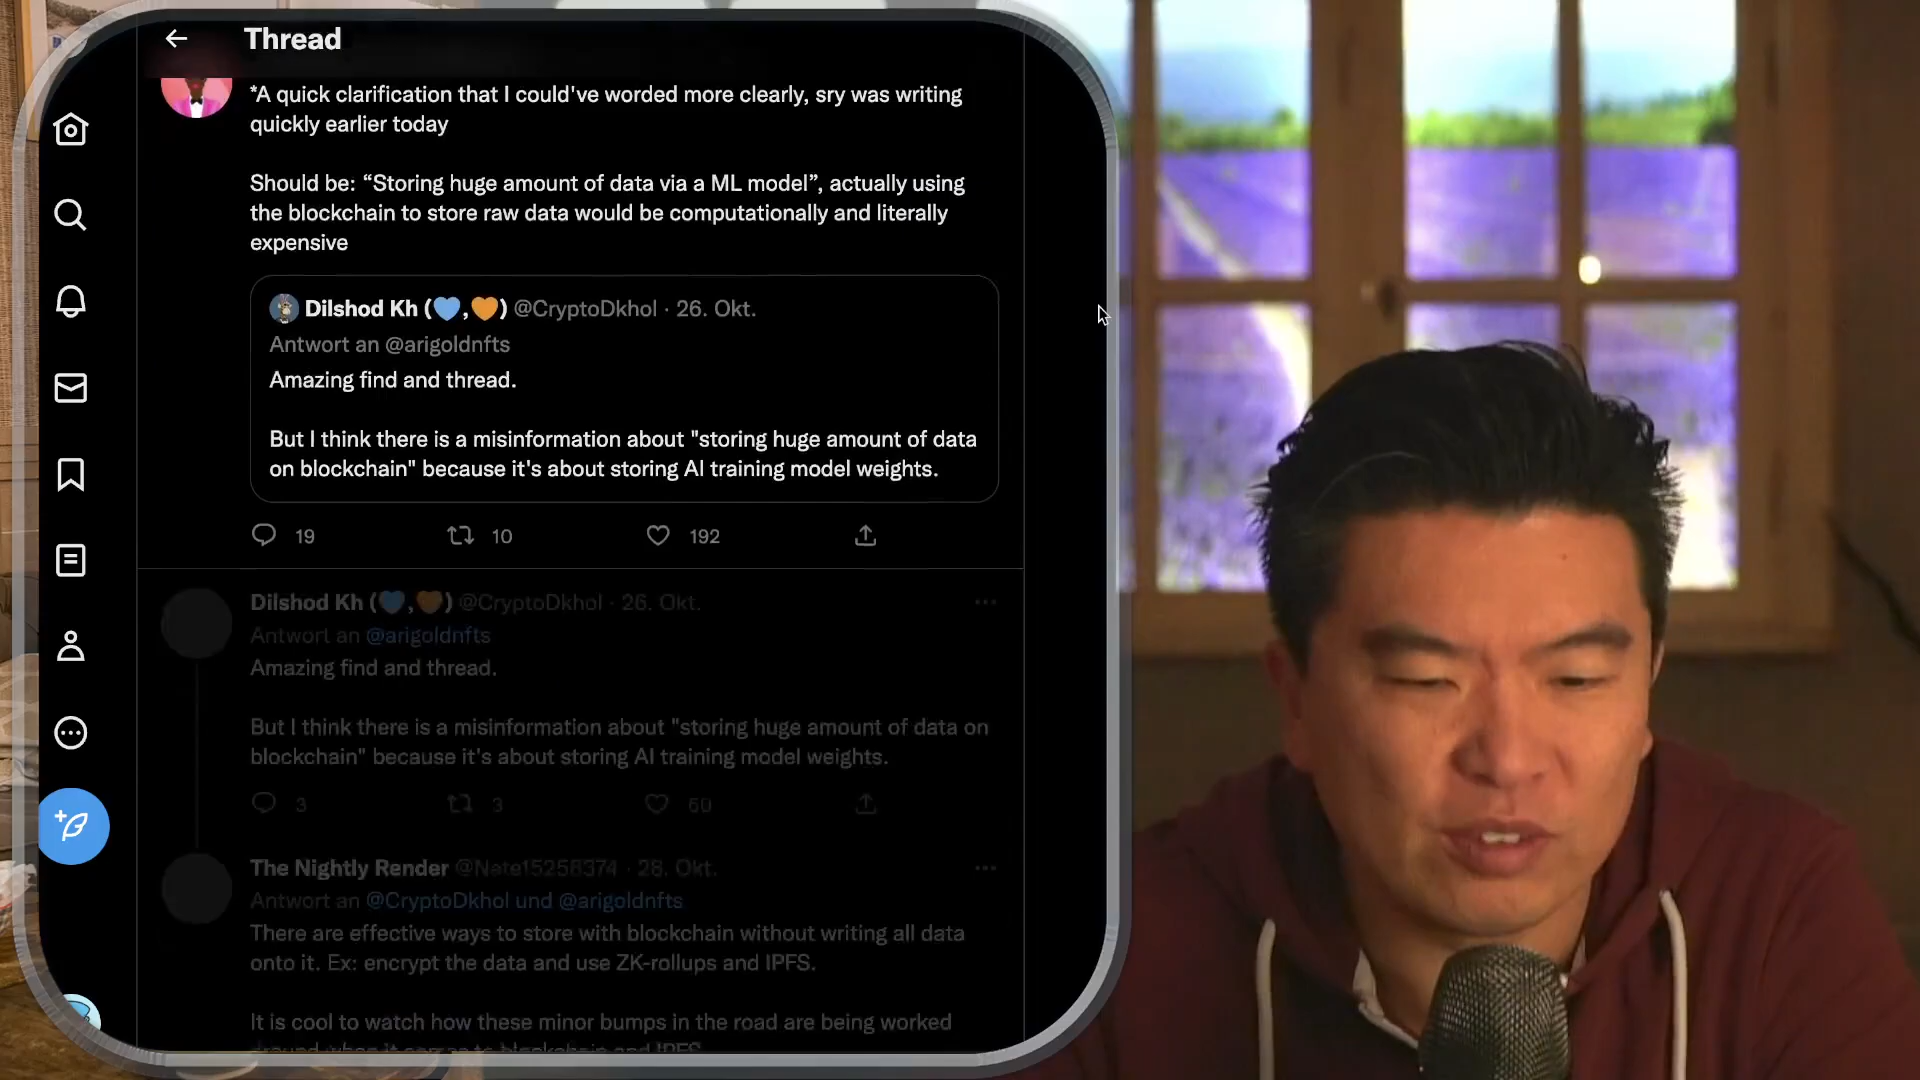 Thread
*A quick clarification that I could've worded more clearly, sry was writing
quickly earlier today
Should be: “Storing huge amount of data via a ML model”, actually using
the blockchain to store raw data would be computationally and literally
expensive
Dilshod Kh (💙,🧡) @CryptoDkhol · 26. Okt.
Antwort an @arigoldnfts
Amazing find and thread.
But I think there is a misinformation about "storing huge amount of data
on blockchain" because it's about storing AI training model weights.
19 10 192
Dilshod Kh (💙,🧡) @CryptoDkhol · 26. Okt.
Antwort an @arigoldnfts
Amazing find and thread.
But I think there is a misinformation about "storing huge amount of data on
blockchain" because it's about storing AI training model weights.
3 3 60
The Nightly Render @Nate15256374 · 28. Okt.
Antwort an @CryptoDkhol und @arigoldnfts
There are effective ways to store with blockchain without writing all data
onto it. Ex: encrypt the data and use ZK-rollups and IPFS.
It is cool to watch how these minor bumps in the road are being worked
around when it comes to blockchain and IPFS.